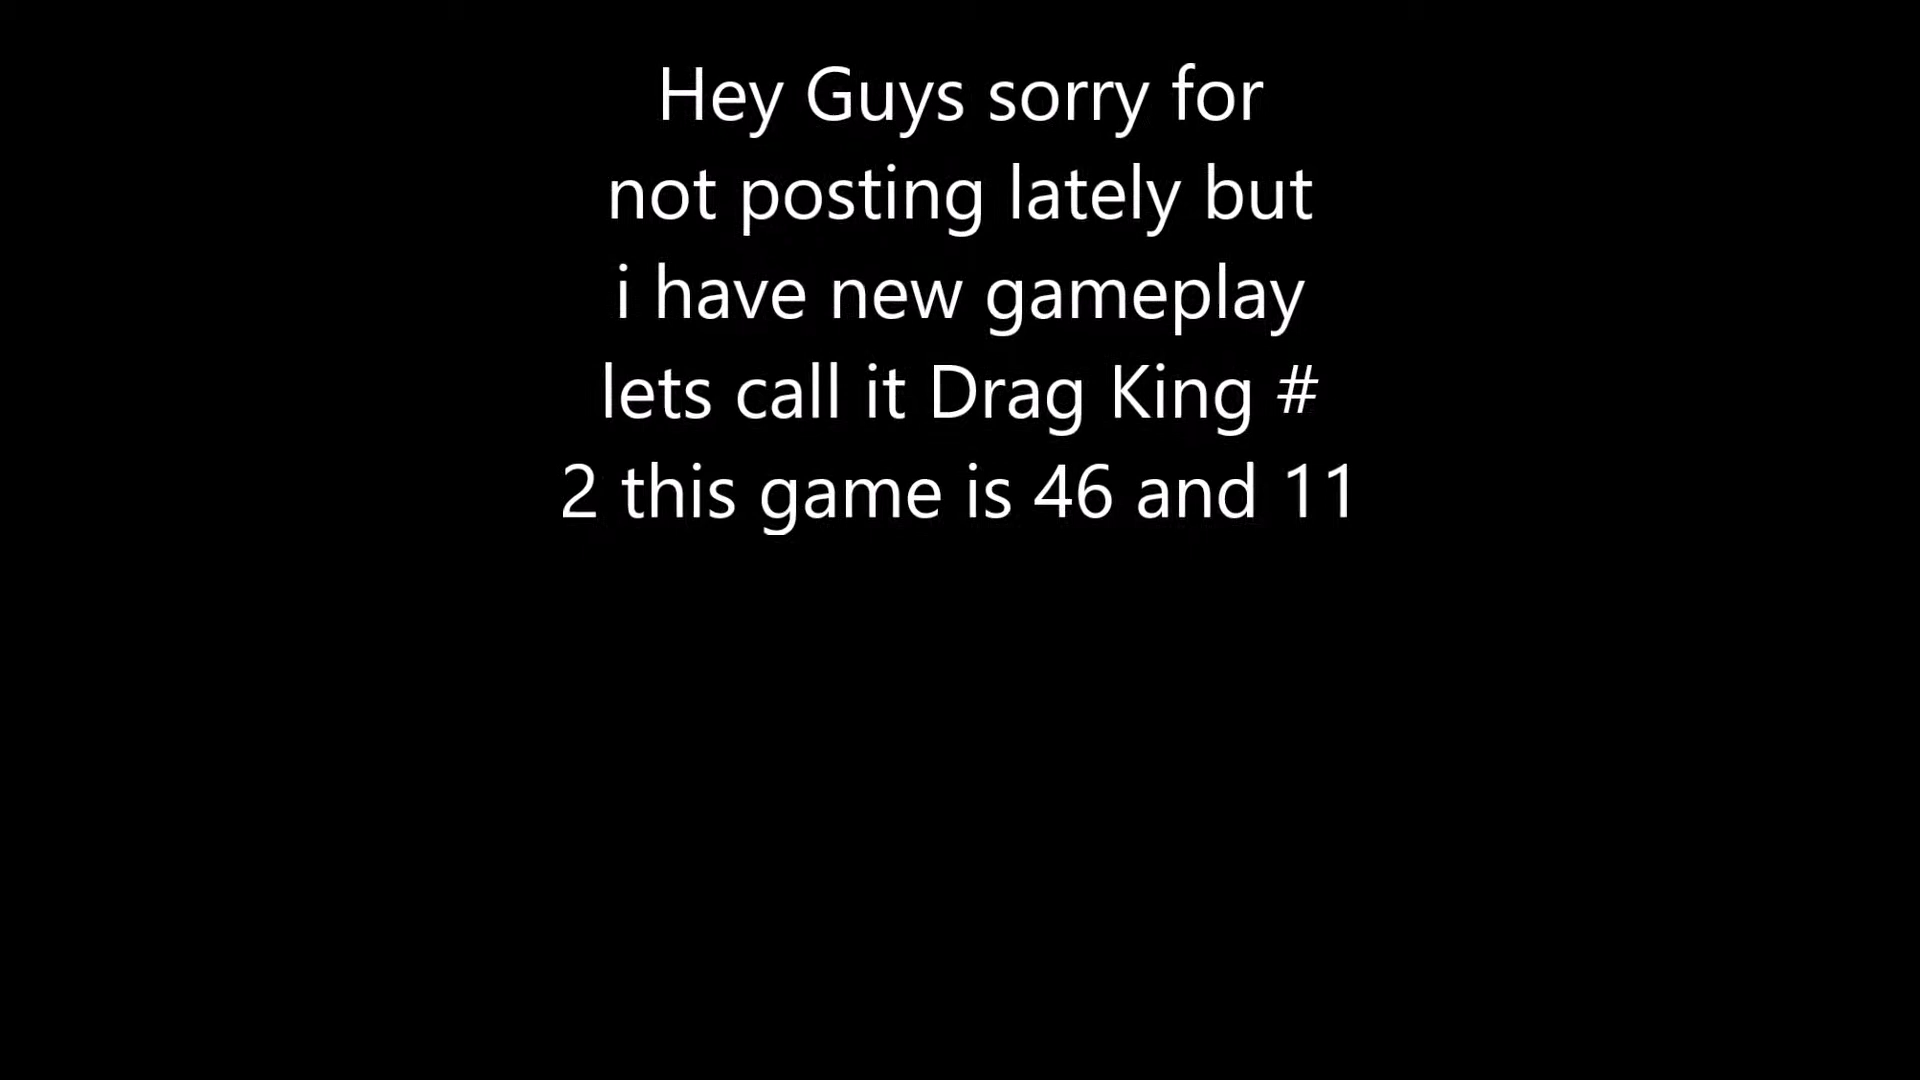 Hey Guys sorry for
not posting lately but
i have new gameplay
lets call it Drag King #
2 this game is 46 and 11